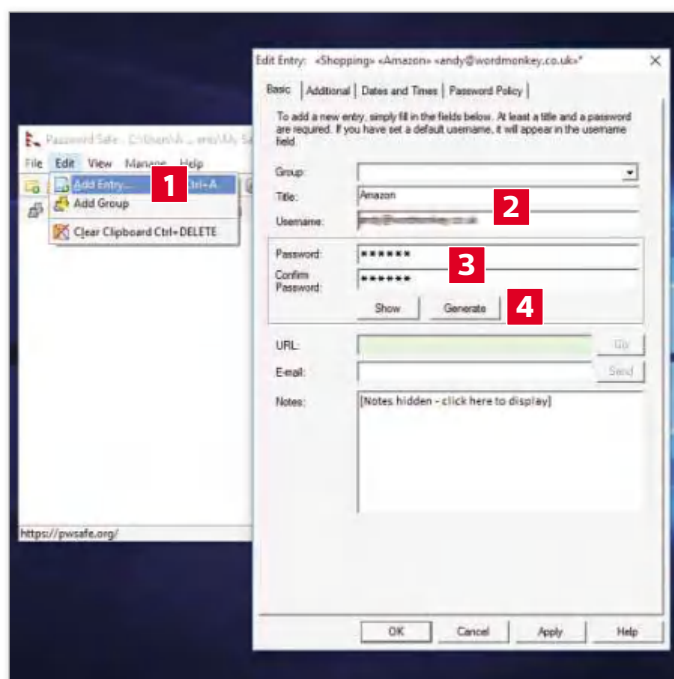 Edit Entry: «Shopping» «Amazon» «andy@wordmonkey.co.uk»*
Basic Additional Dates and Times Password Policy
To add a new entry, simply fill in the fields below. At least a title and a password
are required. If you have set a default username, it will appear in the username
field.
Group:
Title: Amazon
Username:
2
Password: ******
Confirm
Password: ******
3
Show Generate
4
URL: Go
E-mail: Send
Notes: [Notes hidden - click here to display]
OK Cancel Apply Help
Password Safe - C:\Users\A
File Edit View Manage Help
Add Entry... Ctrl+A
1
Add Group
Clear Clipboard Ctrl+DELETE
https://pwsafe.org/